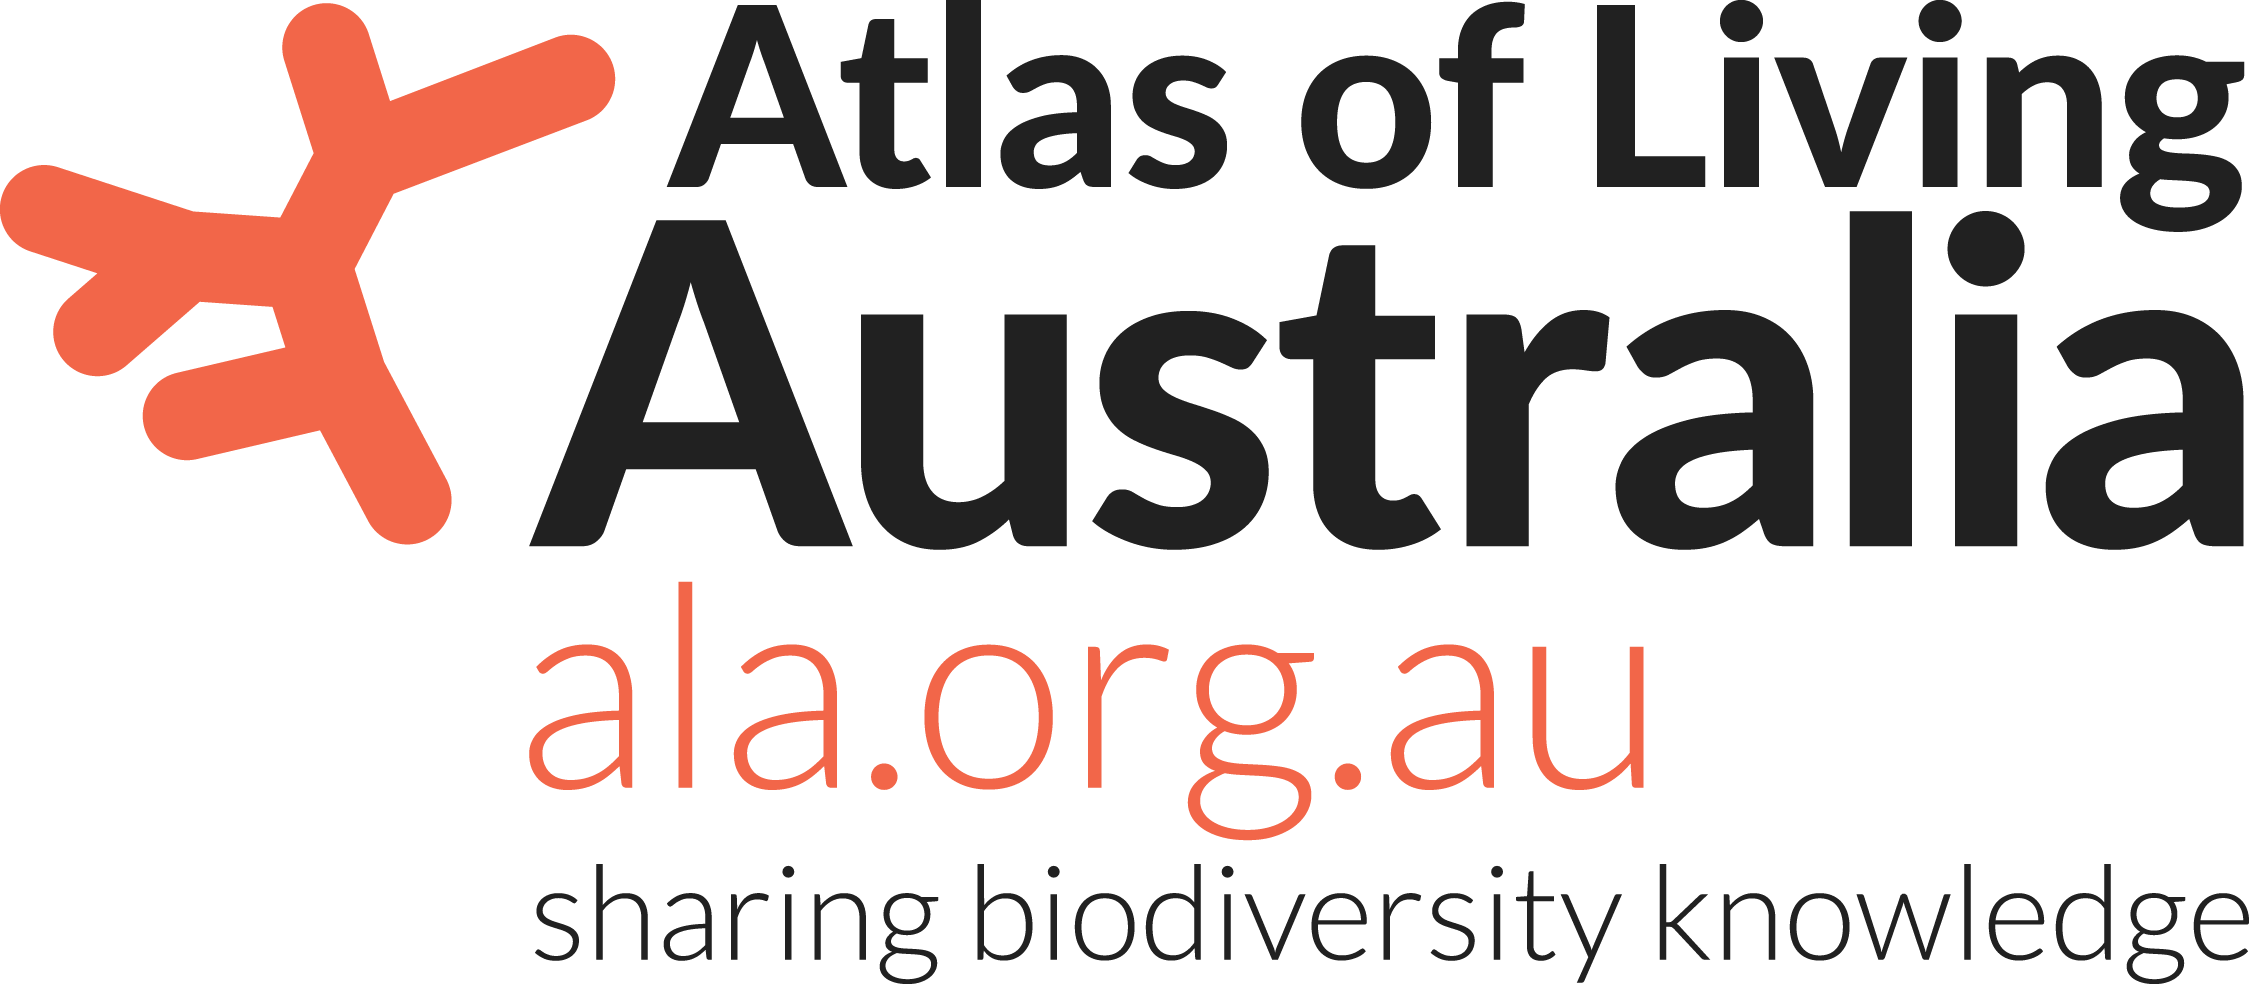 Atlas of Living
Australia
ala.org.au
sharing biodiversity knowledge